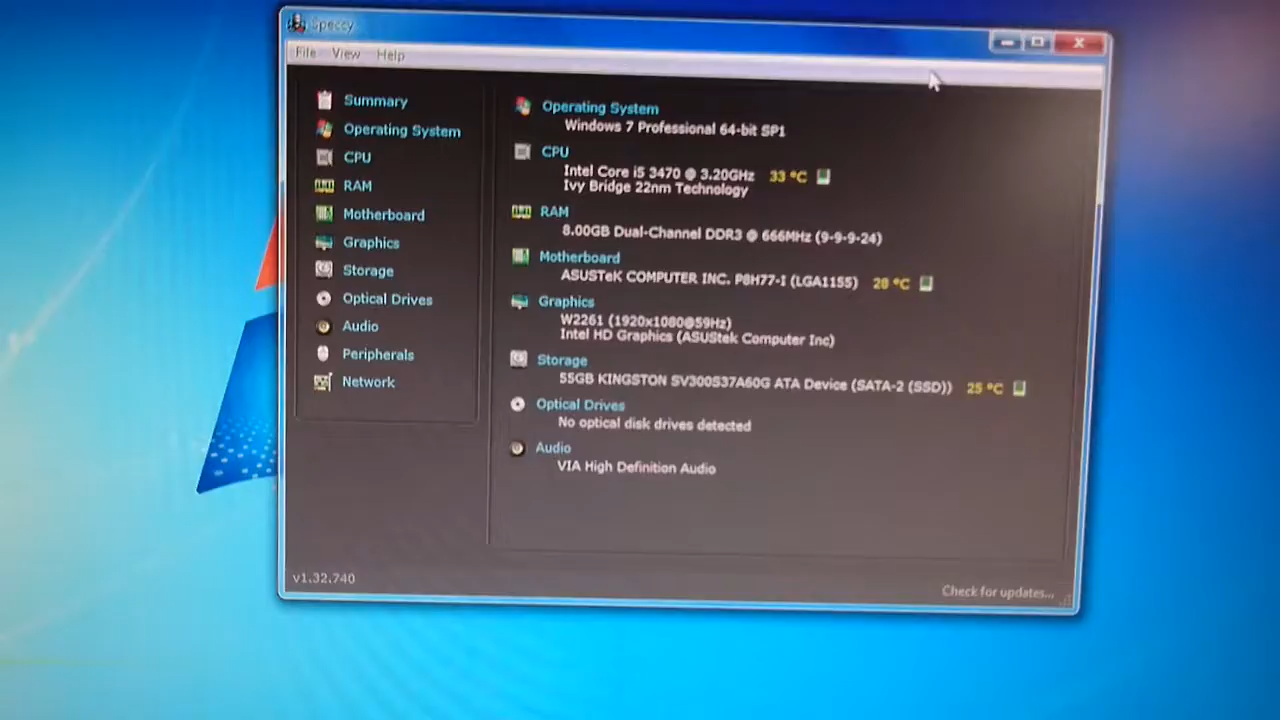 Speccy
File View Help
Summary
Operating System
CPU
RAM
Motherboard
Graphics
Storage
Optical Drives
Audio
Peripherals
Network
Operating System
Windows 7 Professional 64-bit SP1
CPU
Intel Core i5 3470 @ 3.20GHz 33 °C
Ivy Bridge 22nm Technology
RAM
8.00GB Dual-Channel DDR3 @ 666MHz (9-9-9-24)
Motherboard
ASUSTeK COMPUTER INC. P8H77-I (LGA1155) 28 °C
Graphics
W2261 (1920x1080@59Hz)
Intel HD Graphics (ASUStek Computer Inc)
Storage
55GB KINGSTON SV300S37A60G ATA Device (SATA-2 (SSD)) 25 °C
Optical Drives
No optical disk drives detected
Audio
VIA High Definition Audio
v1.32.740
Check for updates...